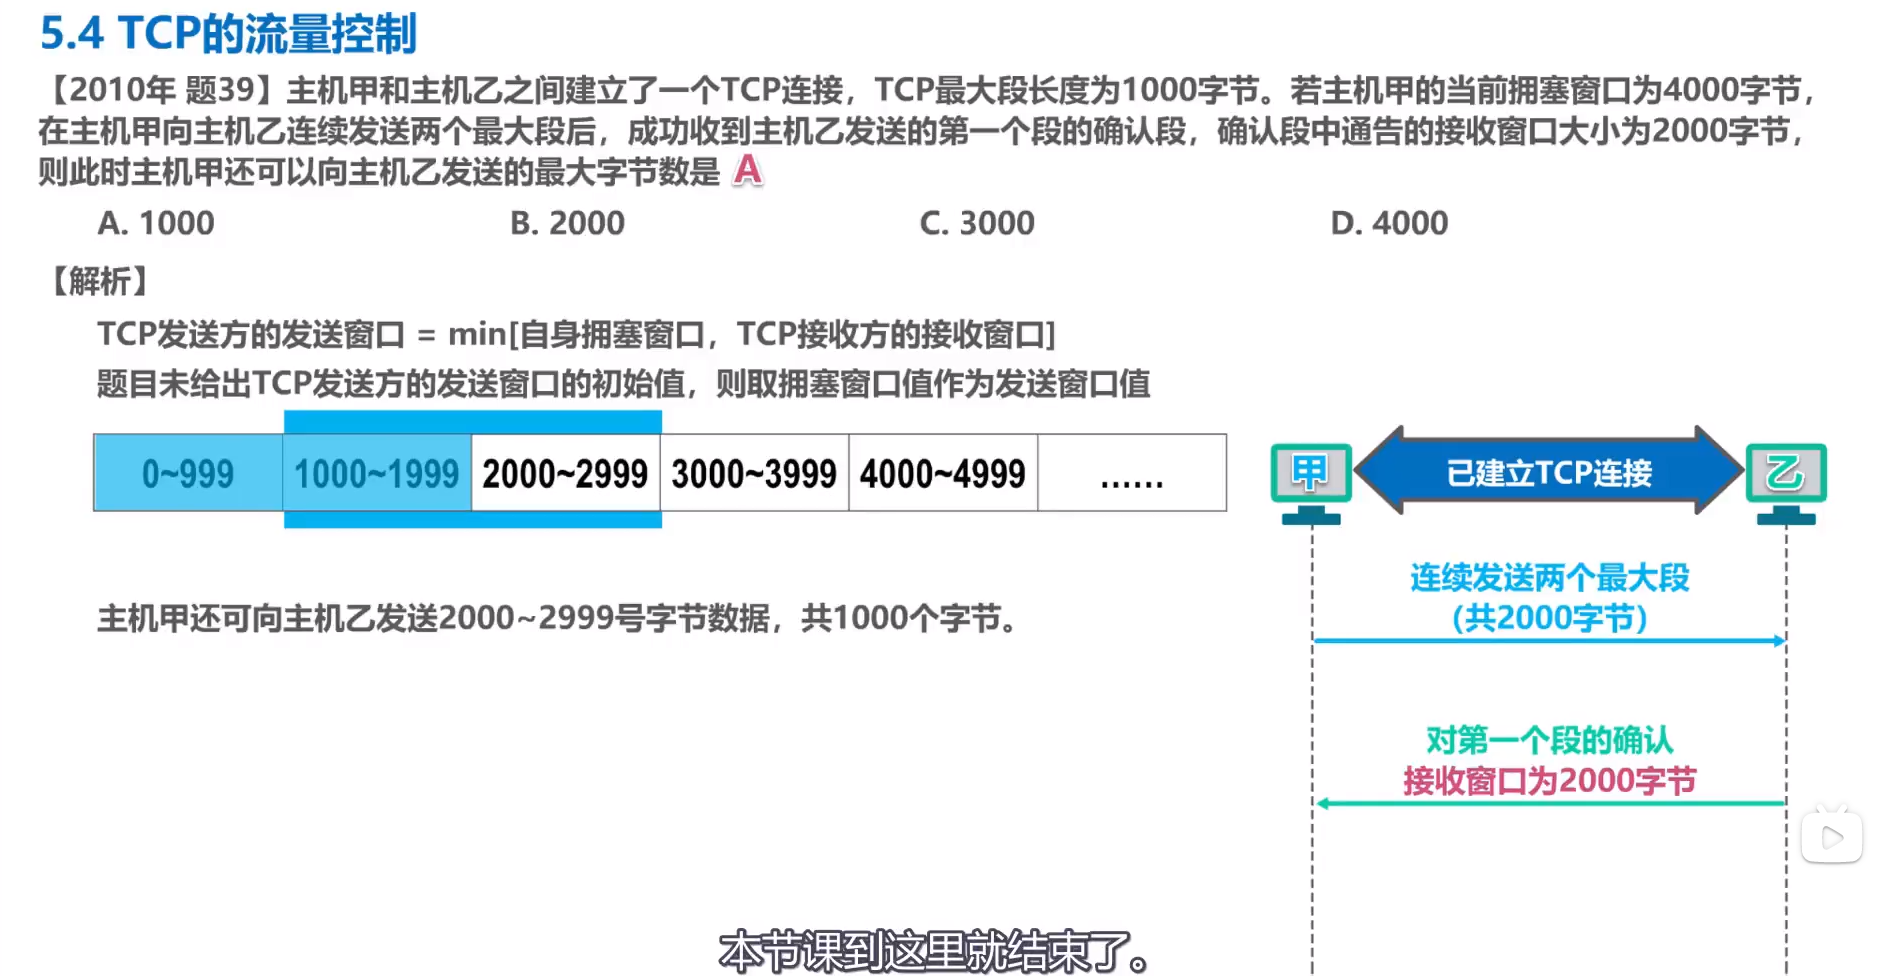 5.4 TCP的流量控制
【2010年 题39】主机甲和主机乙之间建立了一个TCP连接，TCP最大段长度为1000字节。若主机甲的当前拥塞窗口为4000字节，
在主机甲向主机乙连续发送两个最大段后，成功收到主机乙发送的第一个段的确认段，确认段中通告的接收窗口大小为2000字节，
则此时主机甲还可以向主机乙发送的最大字节数是 A
A. 1000 B. 2000 C. 3000 D. 4000
【解析】
TCP发送方的发送窗口 = min[自身拥塞窗口，TCP接收方的接收窗口]
题目未给出TCP发送方的发送窗口的初始值，则取拥塞窗口值作为发送窗口值
0~999 1000~1999 2000~2999 3000~3999 4000~4999 ......
甲 已建立TCP连接 乙
连续发送两个最大段
(共2000字节)
主机甲还可向主机乙发送2000~2999号字节数据，共1000个字节。
对第一个段的确认
接收窗口为2000字节
本节课到这里就结束了。